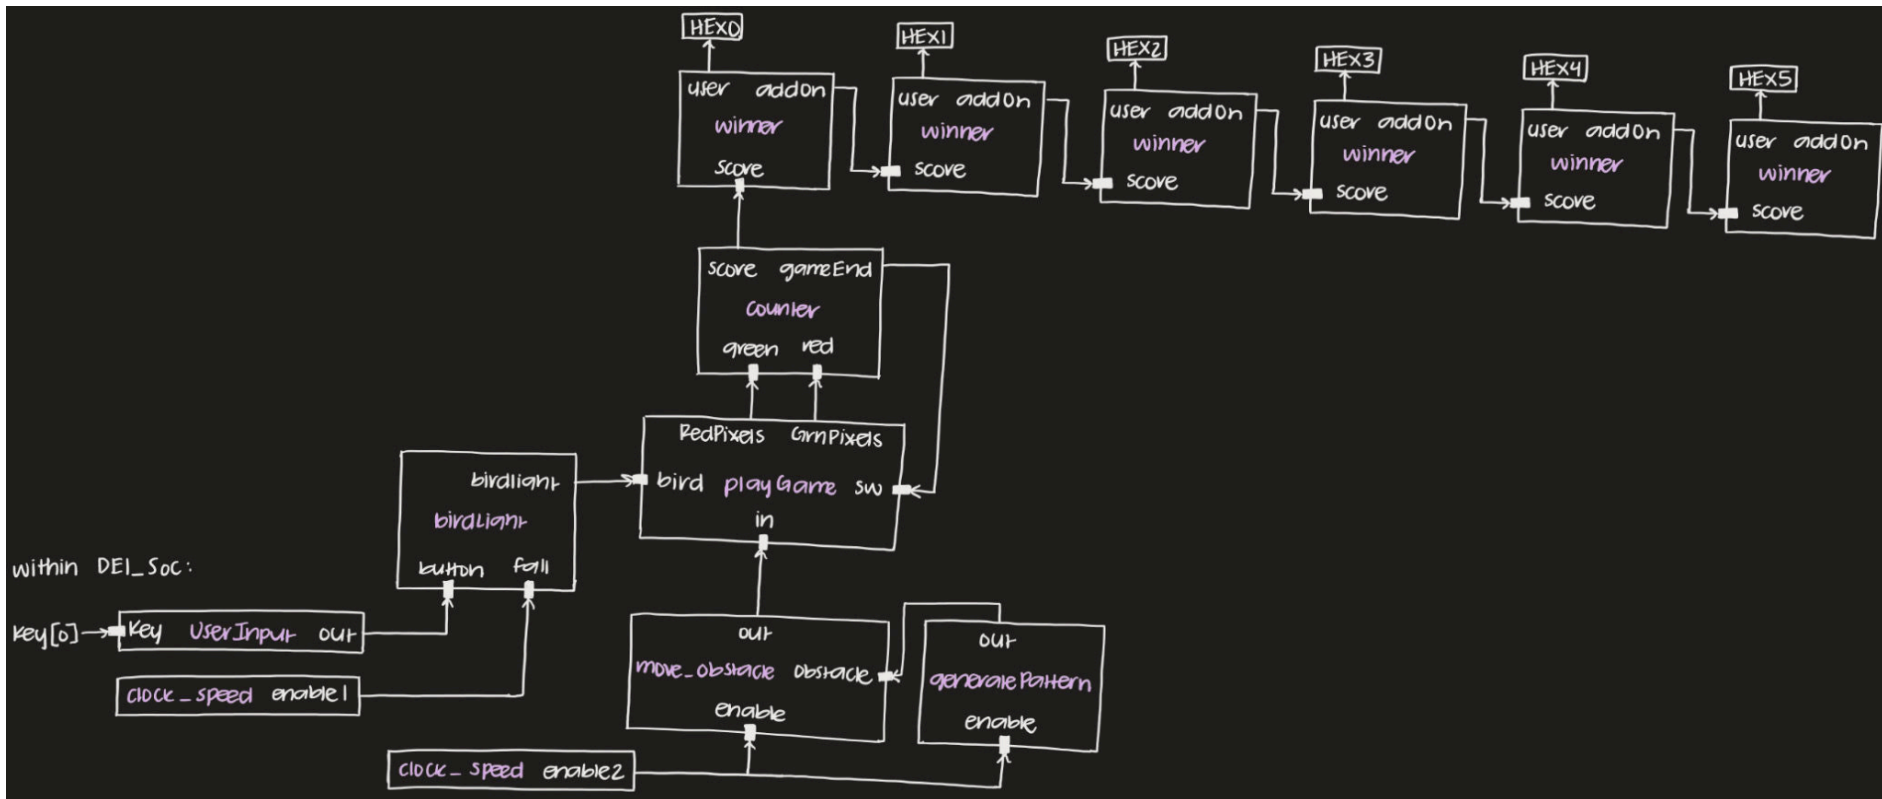 HEX0
HEX1
HEX2
HEX3
HEX4
HEX5
user addOn
winner
score
user addOn
winner
score
user addOn
winner
score
user addOn
winner
score
user addOn
winner
score
user addOn
winner
score
score gameEnd
counter
green red
RedPixels GrnPixels
bird playGame sw
in
birdlight
birdLight
button fall
within DE1_SoC:
Key[0]
Key UserInput out
clock_speed enable1
out
move_obstacle obstacle
enable
out
generatePattern
enable
clock_speed enable2